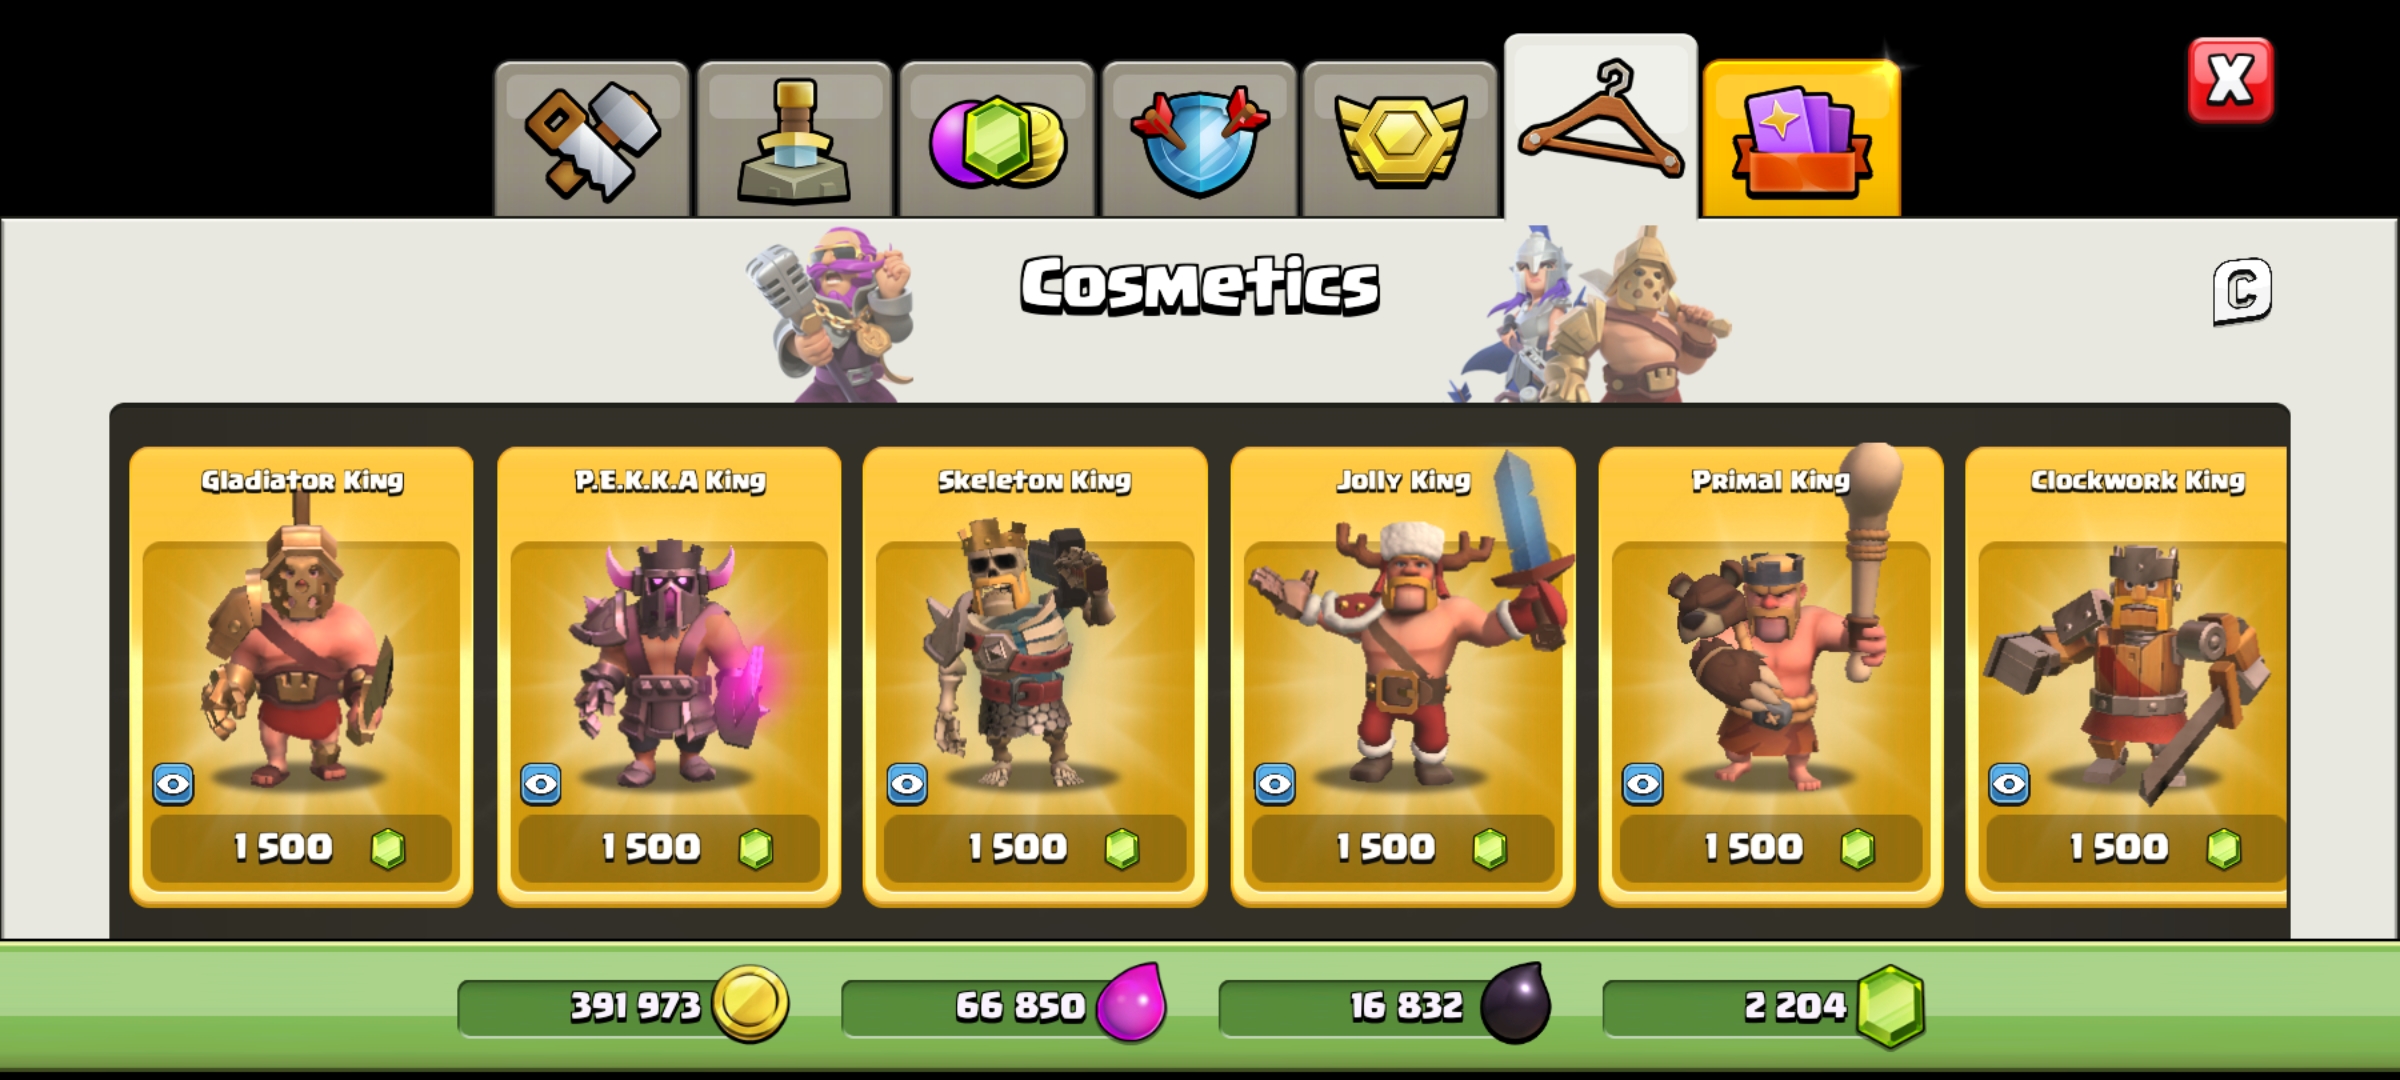 X
Cosmetics
C
Gladiator King
P.E.K.K.A King
Skeleton King
Jolly King
Primal King
Clockwork King
1 500
1 500
1 500
1 500
1 500
1 500
391 973
66 850
16 832
2 204